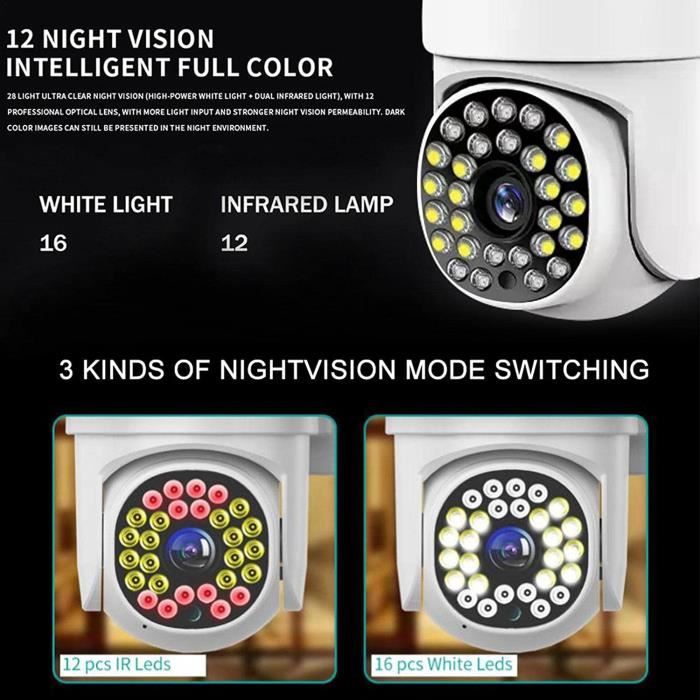 12 NIGHT VISION
INTELLIGENT FULL COLOR
28 LIGHT ULTRA CLEAR NIGHT VISION (HIGH-POWER WHITE LIGHT + DUAL INFRARED LIGHT), WITH 12
PROFESSIONAL OPTICAL LENS, WITH MORE LIGHT INPUT AND STRONGER NIGHT VISION PERMEABILITY. DARK
COLOR IMAGES CAN STILL BE PRESENTED IN THE NIGHT ENVIRONMENT.
WHITE LIGHT INFRARED LAMP
16 12
3 KINDS OF NIGHTVISION MODE SWITCHING
12 pcs IR Leds 16 pcs White Leds